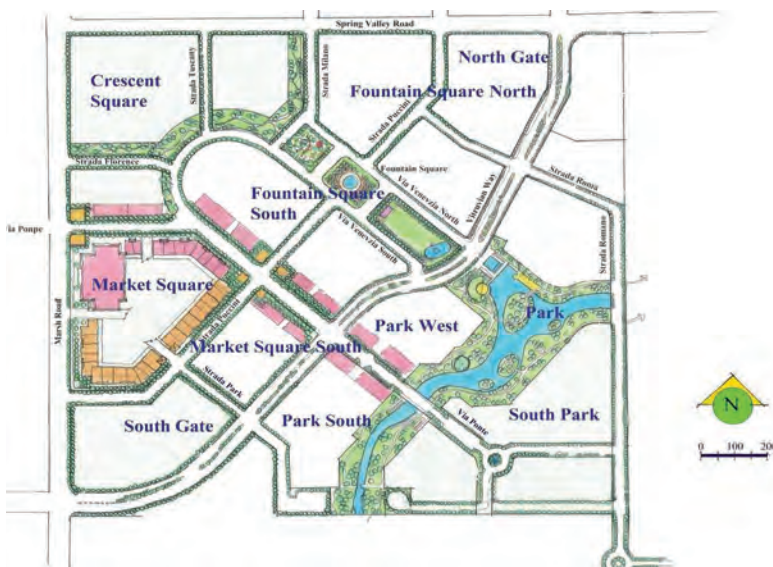 Spring Valley Road
North Gate
Crescent
Square
Strada Tuscany
Strada Milano
Fountain Square North
Strada Puccini
Strada Florence
Fountain Square
Strada Roma
Fountain Square
South
Via Venevzia North
Vitruvion Way
Via Ponpe
Via Venevzia South
Strada Romano
Market Square
Park
Marsh Road
Strada Puccini
Park West
Market Square South
Strada Park
South Gate
Park South
Via Ponte
South Park
N
0 100 200